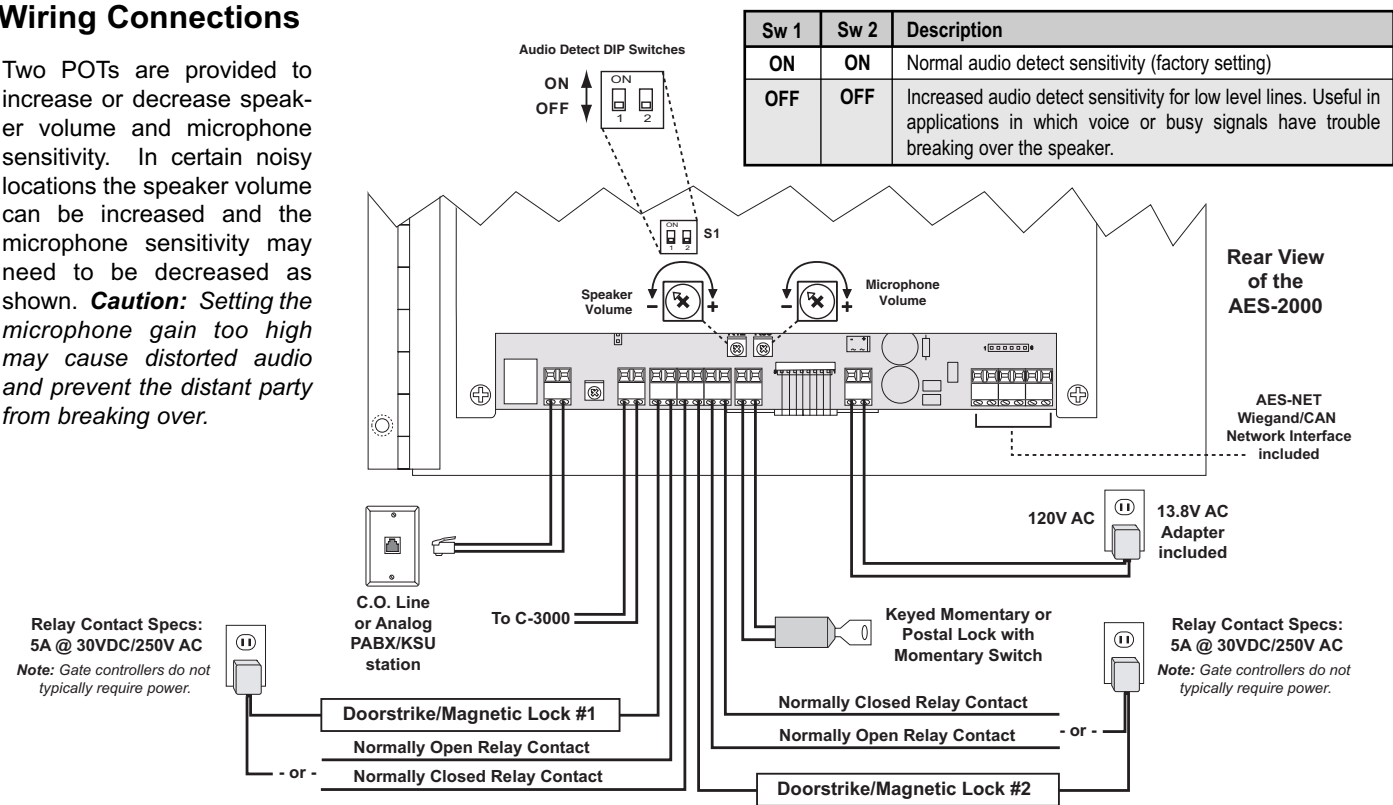 Wiring Connections
Two POTs are provided to
increase or decrease speak-
er volume and microphone
sensitivity. In certain noisy
locations the speaker volume
can be increased and the
microphone sensitivity may
need to be decreased as
shown. Caution: Setting the
microphone gain too high
may cause distorted audio
and prevent the distant party
from breaking over.
Audio Detect DIP Switches
ON
OFF
ON
1 2
Sw 1 Sw 2 Description
ON ON Normal audio detect sensitivity (factory setting)
OFF OFF Increased audio detect sensitivity for low level lines. Useful in
applications in which voice or busy signals have trouble
breaking over the speaker.
ON
1 2
S1
Speaker
Volume
- +
- +
Microphone
Volume
Rear View
of the
AES-2000
AES-NET
Wiegand/CAN
Network Interface
included
C.O. Line
or Analog
PABX/KSU
station
To C-3000
120V AC
13.8V AC
Adapter
included
Keyed Momentary or
Postal Lock with
Momentary Switch
Relay Contact Specs:
5A @ 30VDC/250V AC
Note: Gate controllers do not
typically require power.
Doorstrike/Magnetic Lock #1
Normally Open Relay Contact
- or -
Normally Closed Relay Contact
Relay Contact Specs:
5A @ 30VDC/250V AC
Note: Gate controllers do not
typically require power.
Normally Closed Relay Contact
- or -
Normally Open Relay Contact
Doorstrike/Magnetic Lock #2